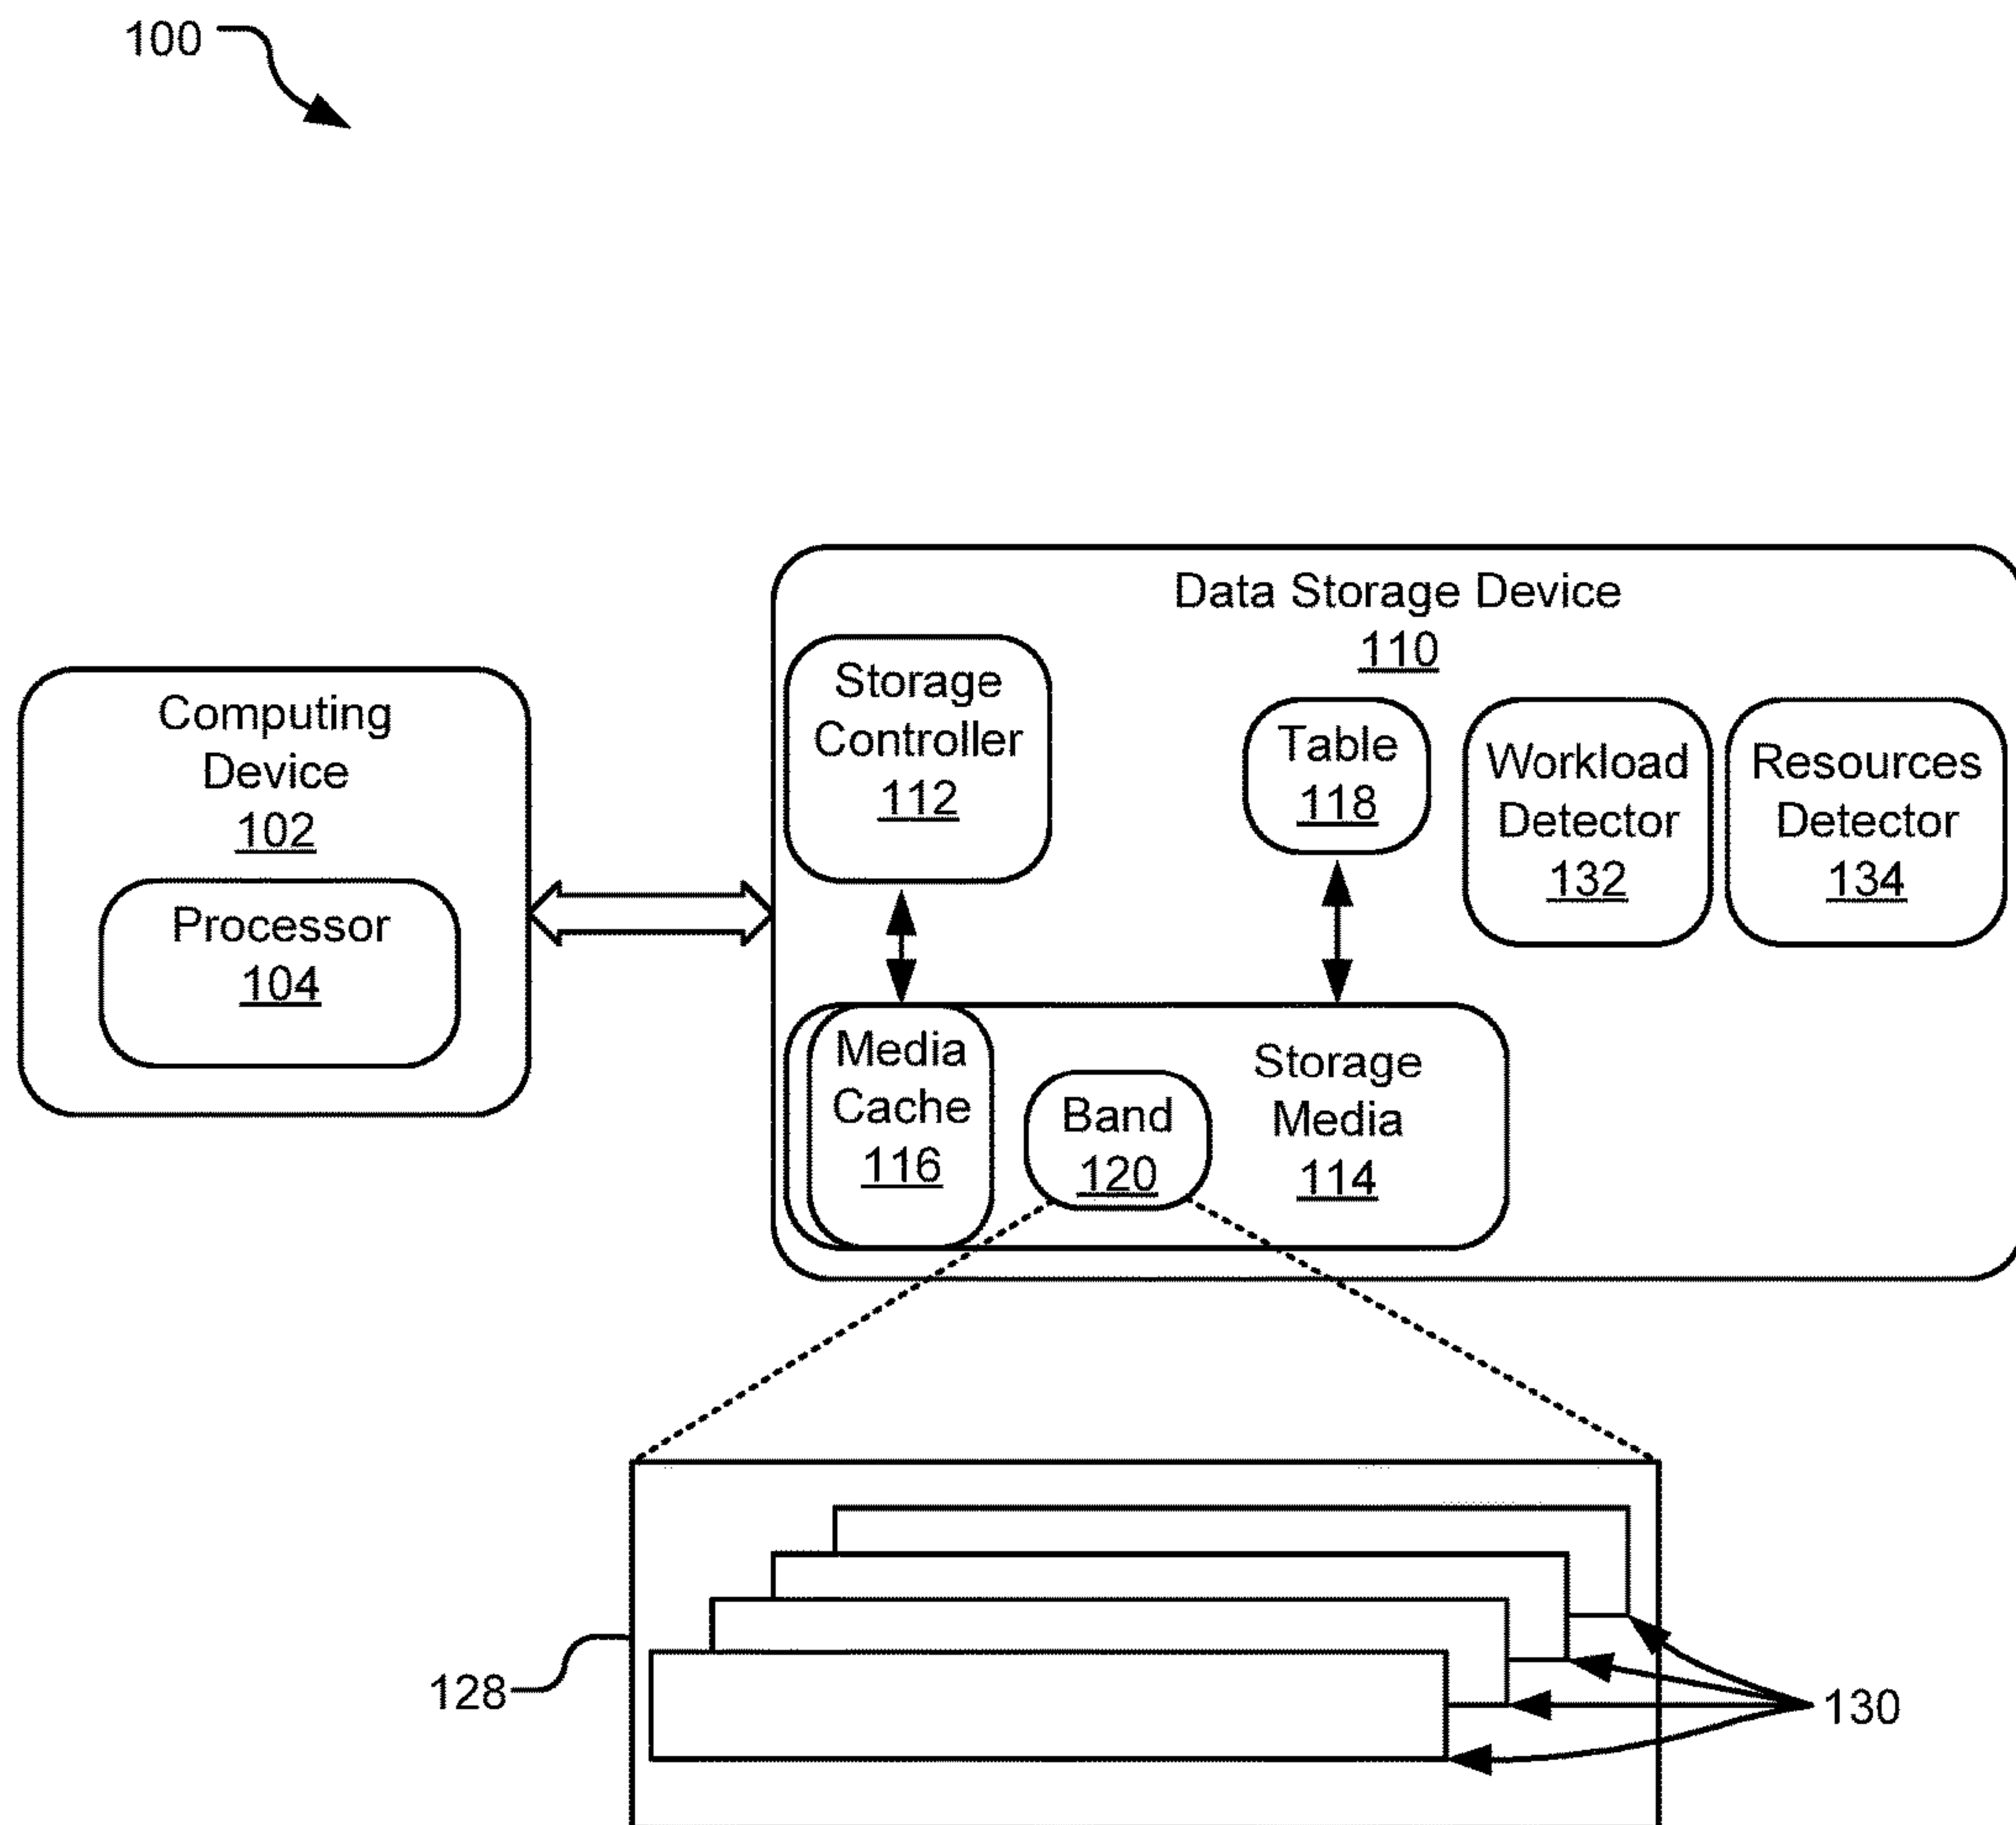 100
Data Storage Device
110
Computing
Device
102
Processor
104
Storage
Controller
112
Table
118
Workload
Detector
132
Resources
Detector
134
Media
Cache
116
Band
120
Storage
Media
114
128
130